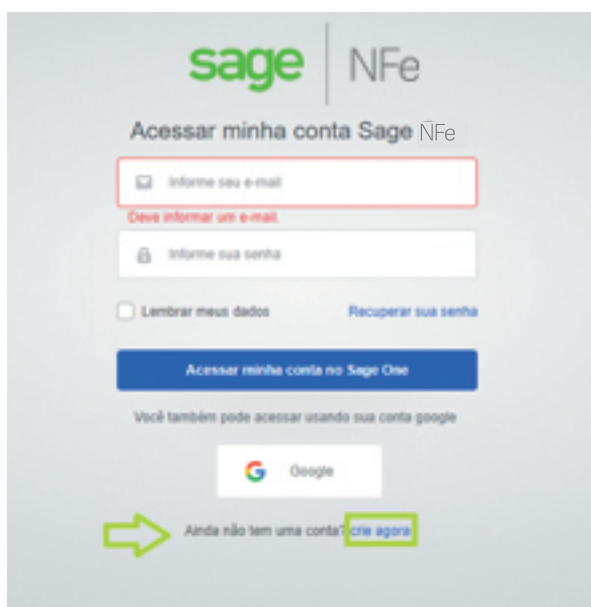 sage NFe
Acessar minha conta Sage NFe
Informe seu e-mail
Deve informar um e-mail.
Informe sua senha
Lembrar meus dados Recuperar sua senha
Acessar minha conta no Sage One
Você também pode acessar usando sua conta google
Google
Ainda não tem uma conta? crie agora